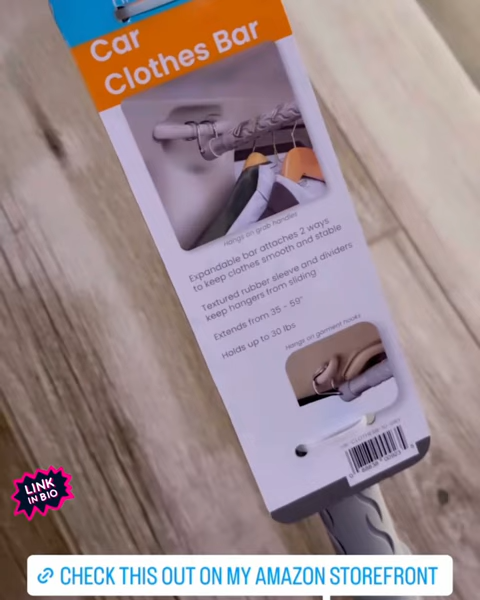 Car
Clothes Bar
Hangs on grab handles
Expandable bar attaches 2 ways
to keep clothes smooth and stable
Textured rubber sleeve and dividers
keep hangers from sliding
Extends from 35 - 59"
Holds up to 30 lbs
Hangs on garment hooks
LINK
IN BIO
CHECK THIS OUT ON MY AMAZON STOREFRONT